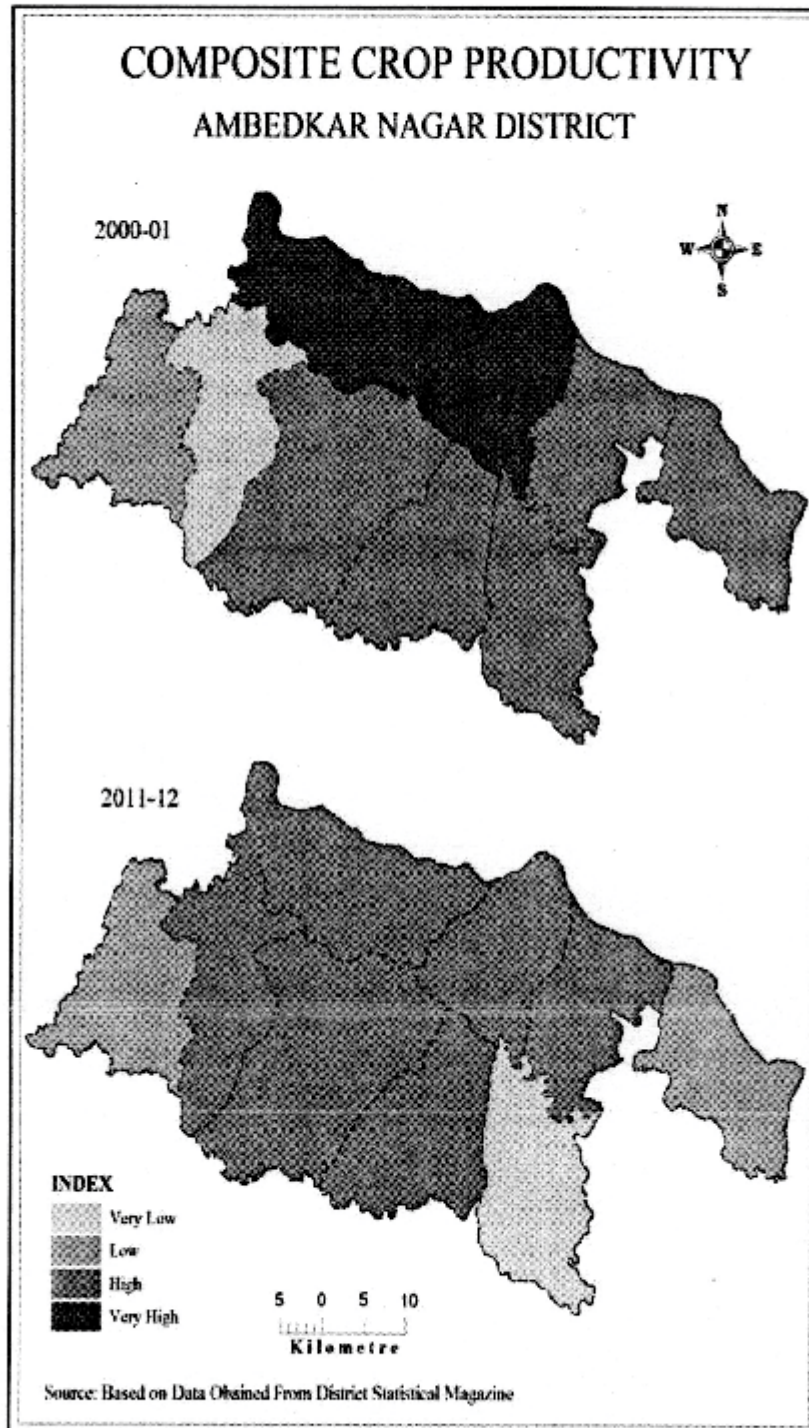 COMPOSITE CROP PRODUCTIVITY
AMBEDKAR NAGAR DISTRICT
2000-01
N
W E
S
2011-12
INDEX
Very Low
Low
High
Very High
5 0 5 10
Kilometre
Source: Based on Data Obained From District Statistical Magazine